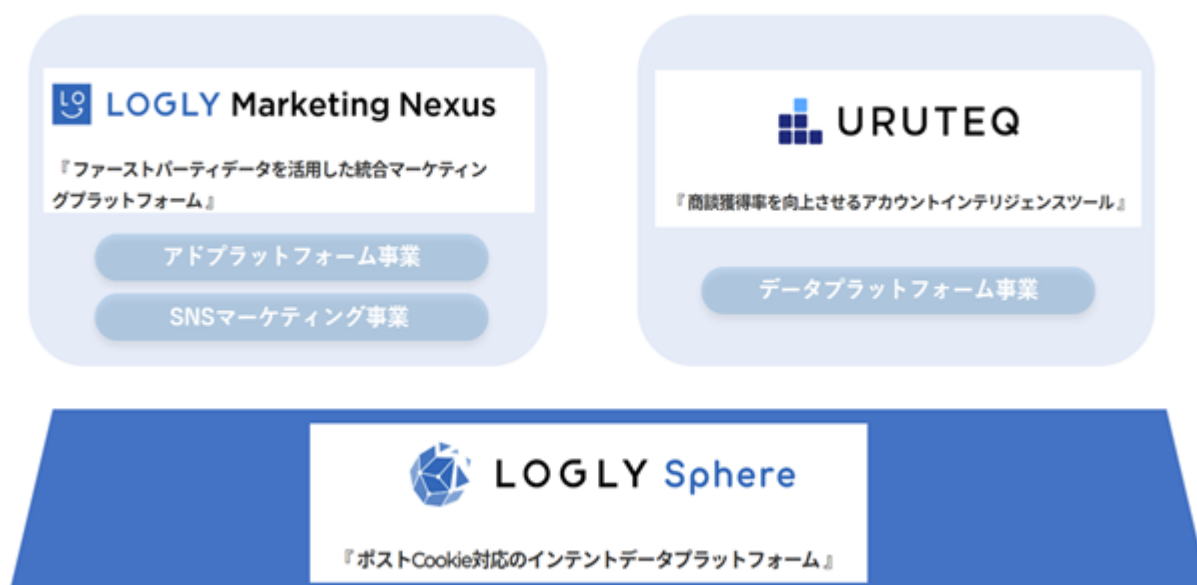 LOGLY Marketing Nexus
『ファーストパーティデータを活用した統合マーケティン
グプラットフォーム』
アドプラットフォーム事業
SNSマーケティング事業
URUTEQ
『商談獲得率を向上させるアカウントインテリジェンスツール』
データプラットフォーム事業
LOGLY Sphere
『ポストCookie対応のインテントデータプラットフォーム』